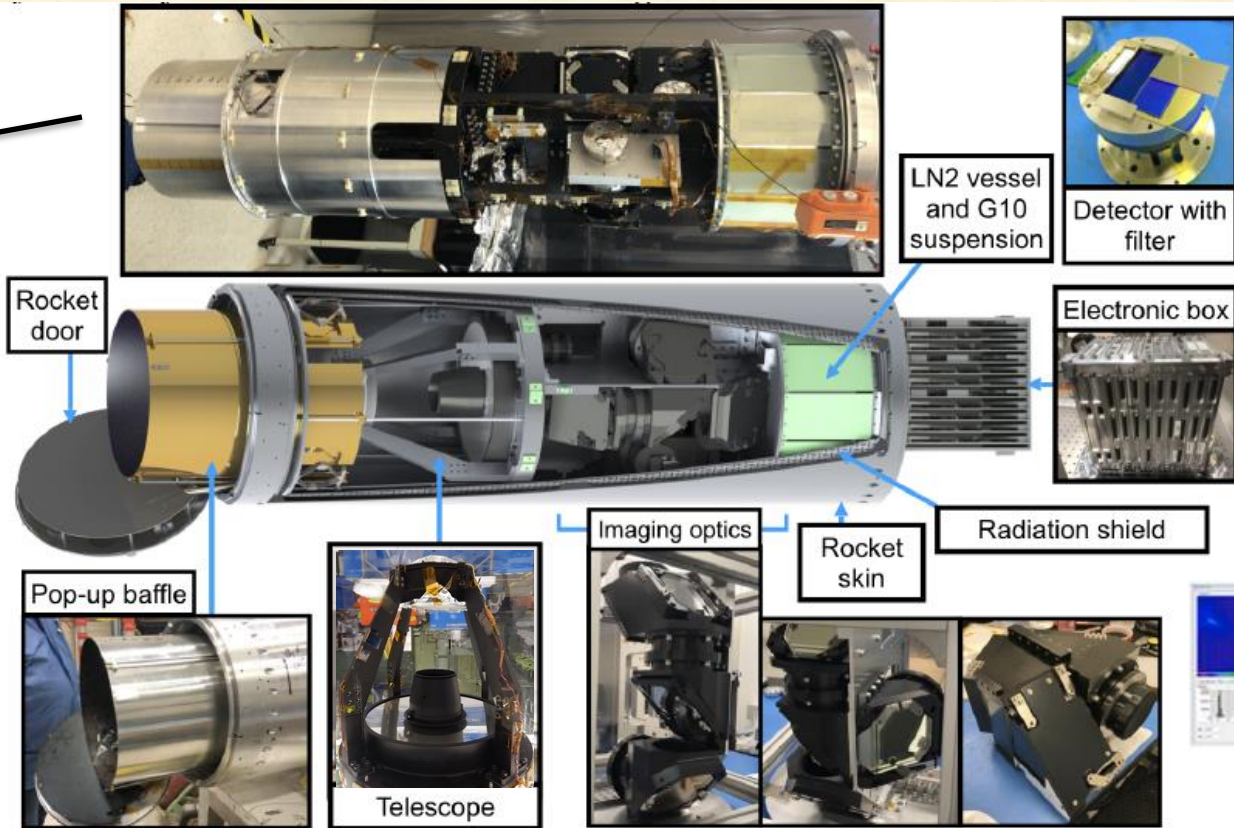 LN2 vessel
and G10
suspension
Detector with
filter
Rocket
door
Electronic box
Imaging optics
Rocket
skin
Radiation shield
Pop-up baffle
Telescope